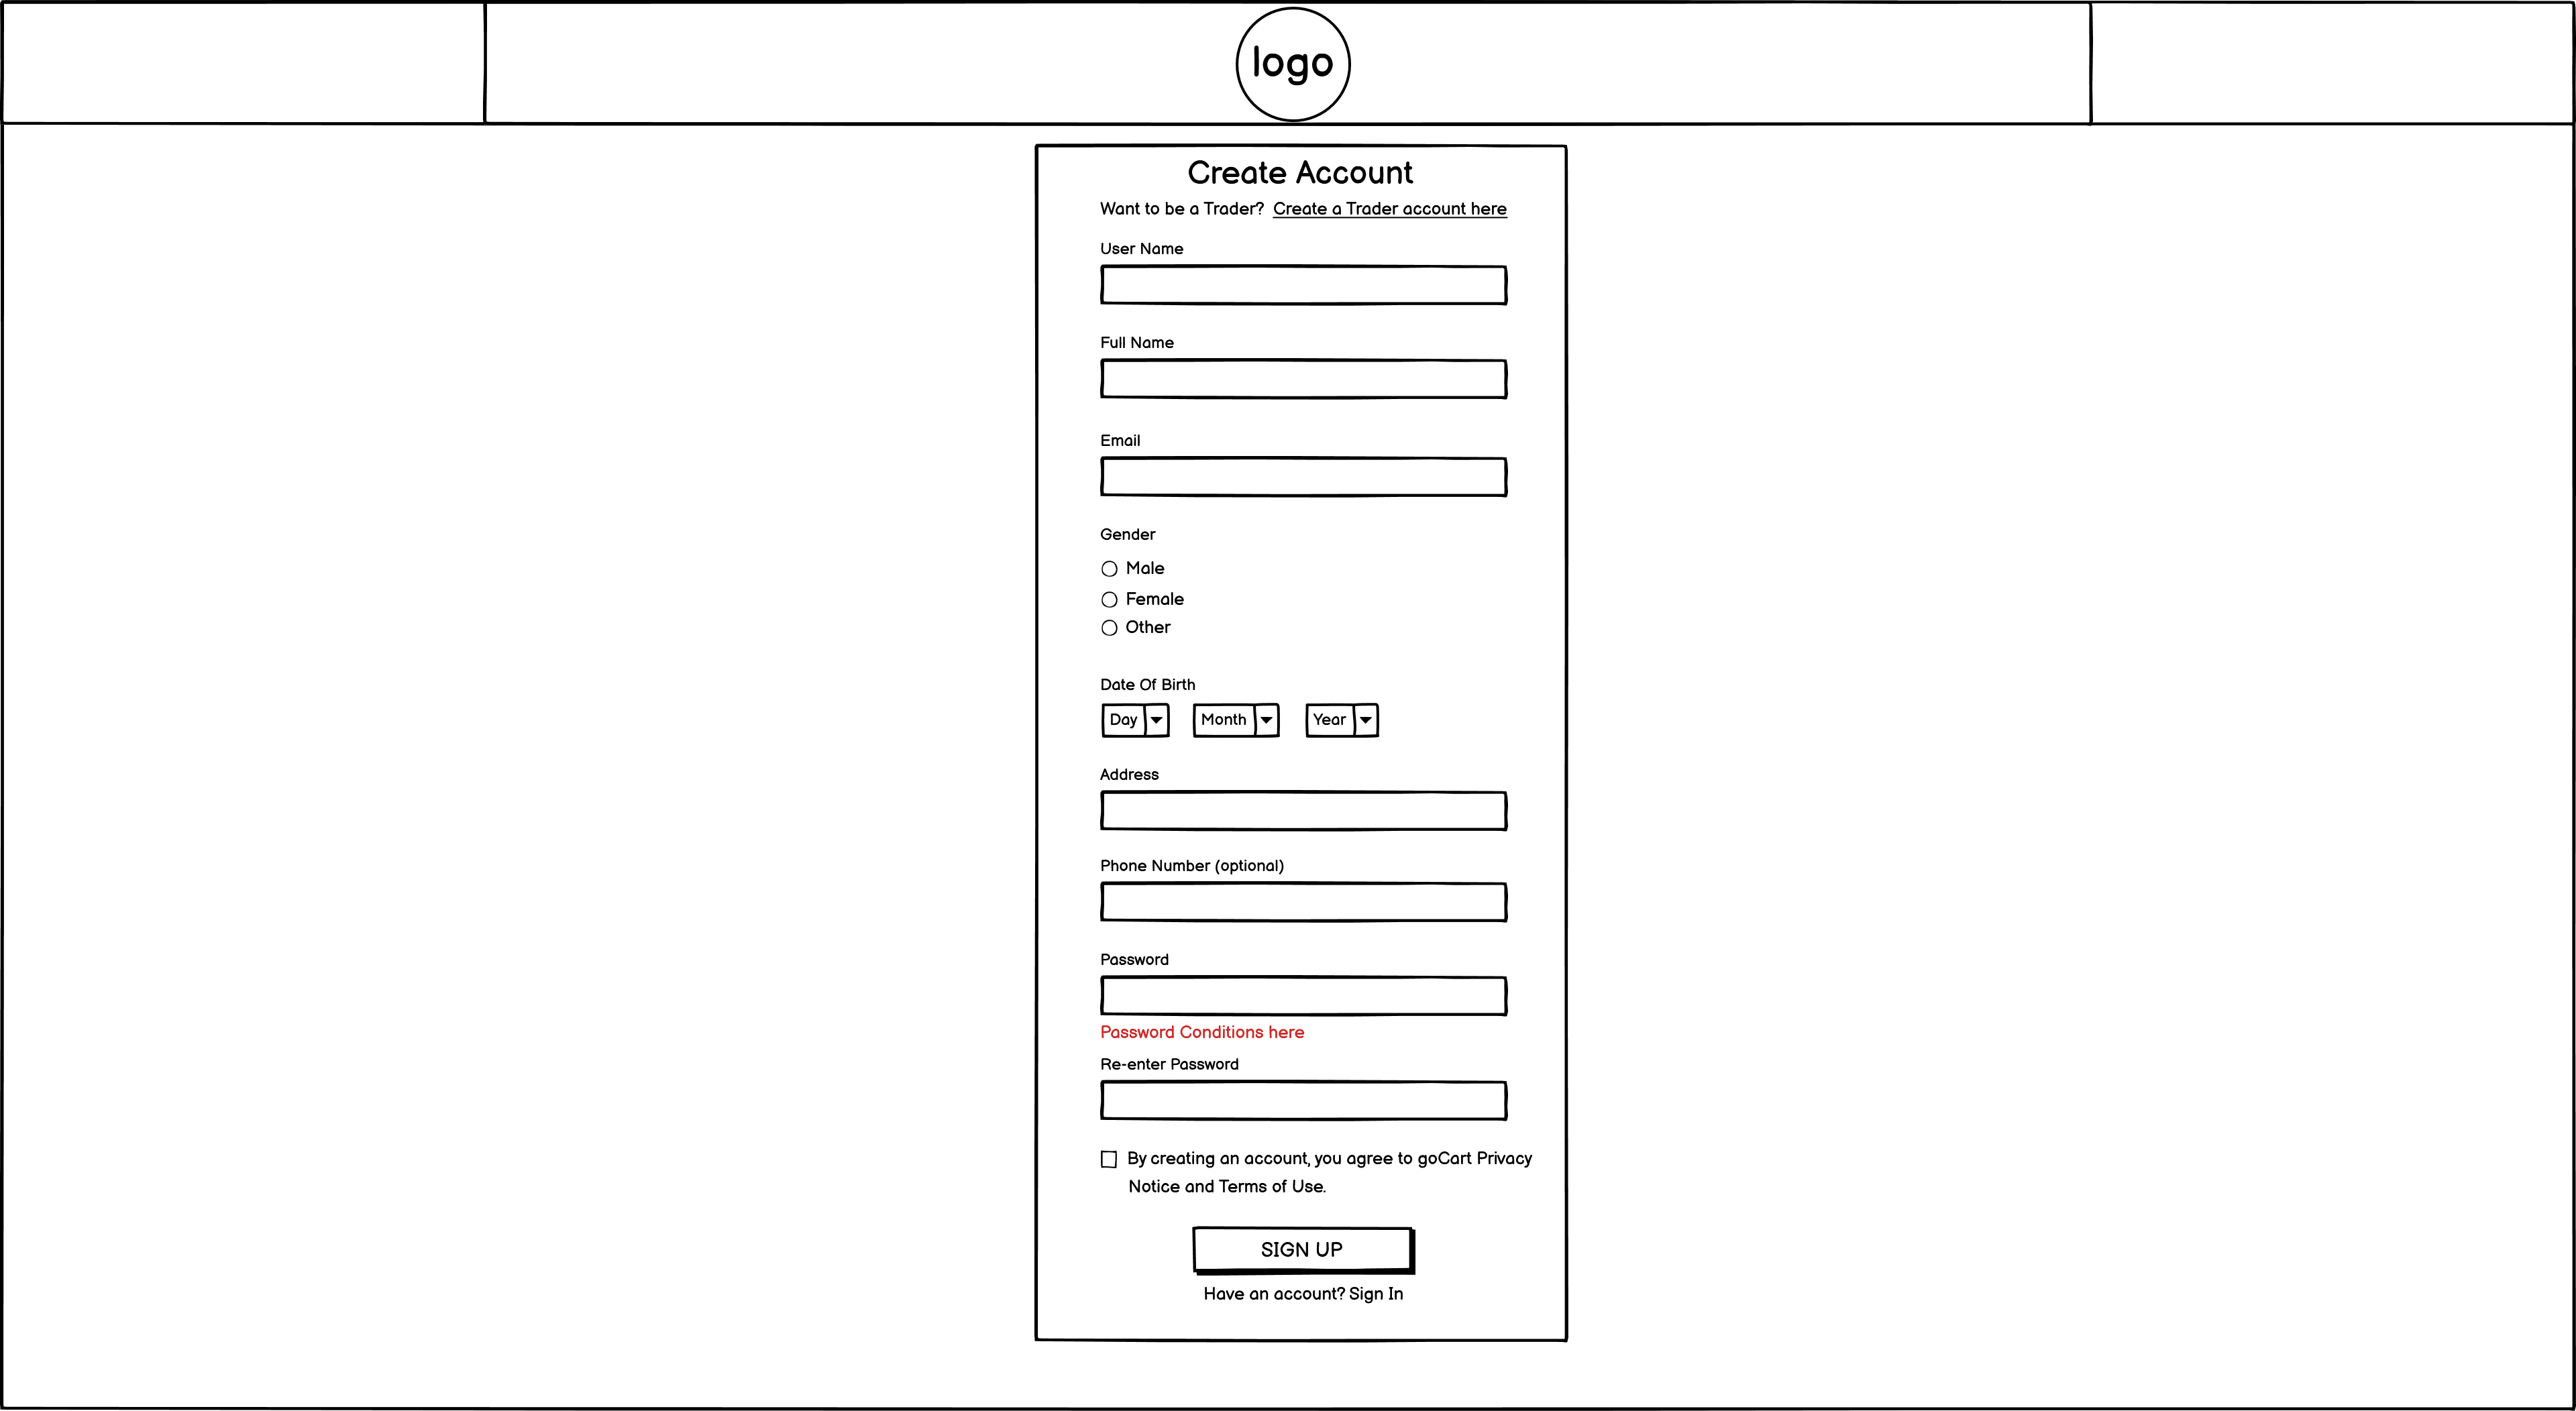 logo
Create Account
Want to be a Trader? Create a Trader account here
User Name
Full Name
Email
Gender
Male
Female
Other
Date Of Birth
Day Month Year
Address
Phone Number (optional)
Password
Password Conditions here
Re-enter Password
By creating an account, you agree to goCart Privacy
Notice and Terms of Use.
SIGN UP
Have an account? Sign In